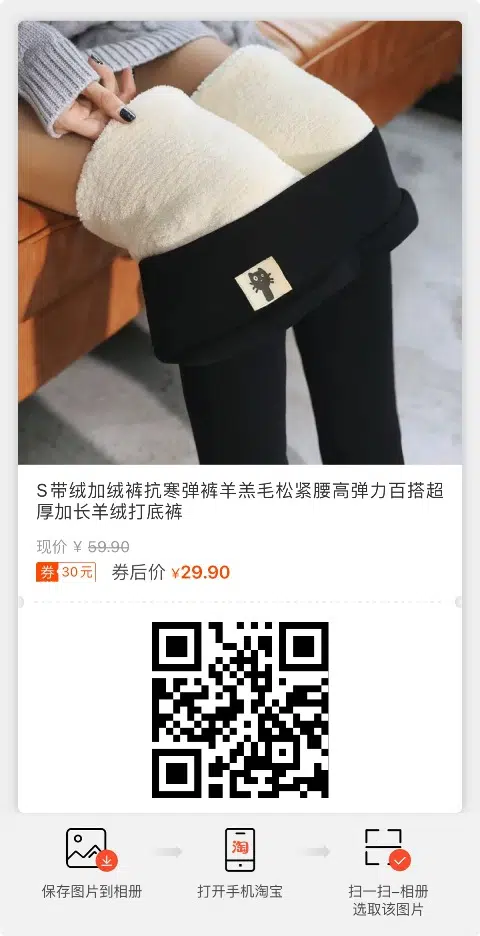 S带绒加绒裤抗寒弹裤羊羔毛松紧腰高弹力百搭超
厚加长羊绒打底裤
现价 ¥ 59.90
券 30元 券后价 ¥29.90
淘
保存图片到相册
打开手机淘宝
扫一扫-相册
选取该图片